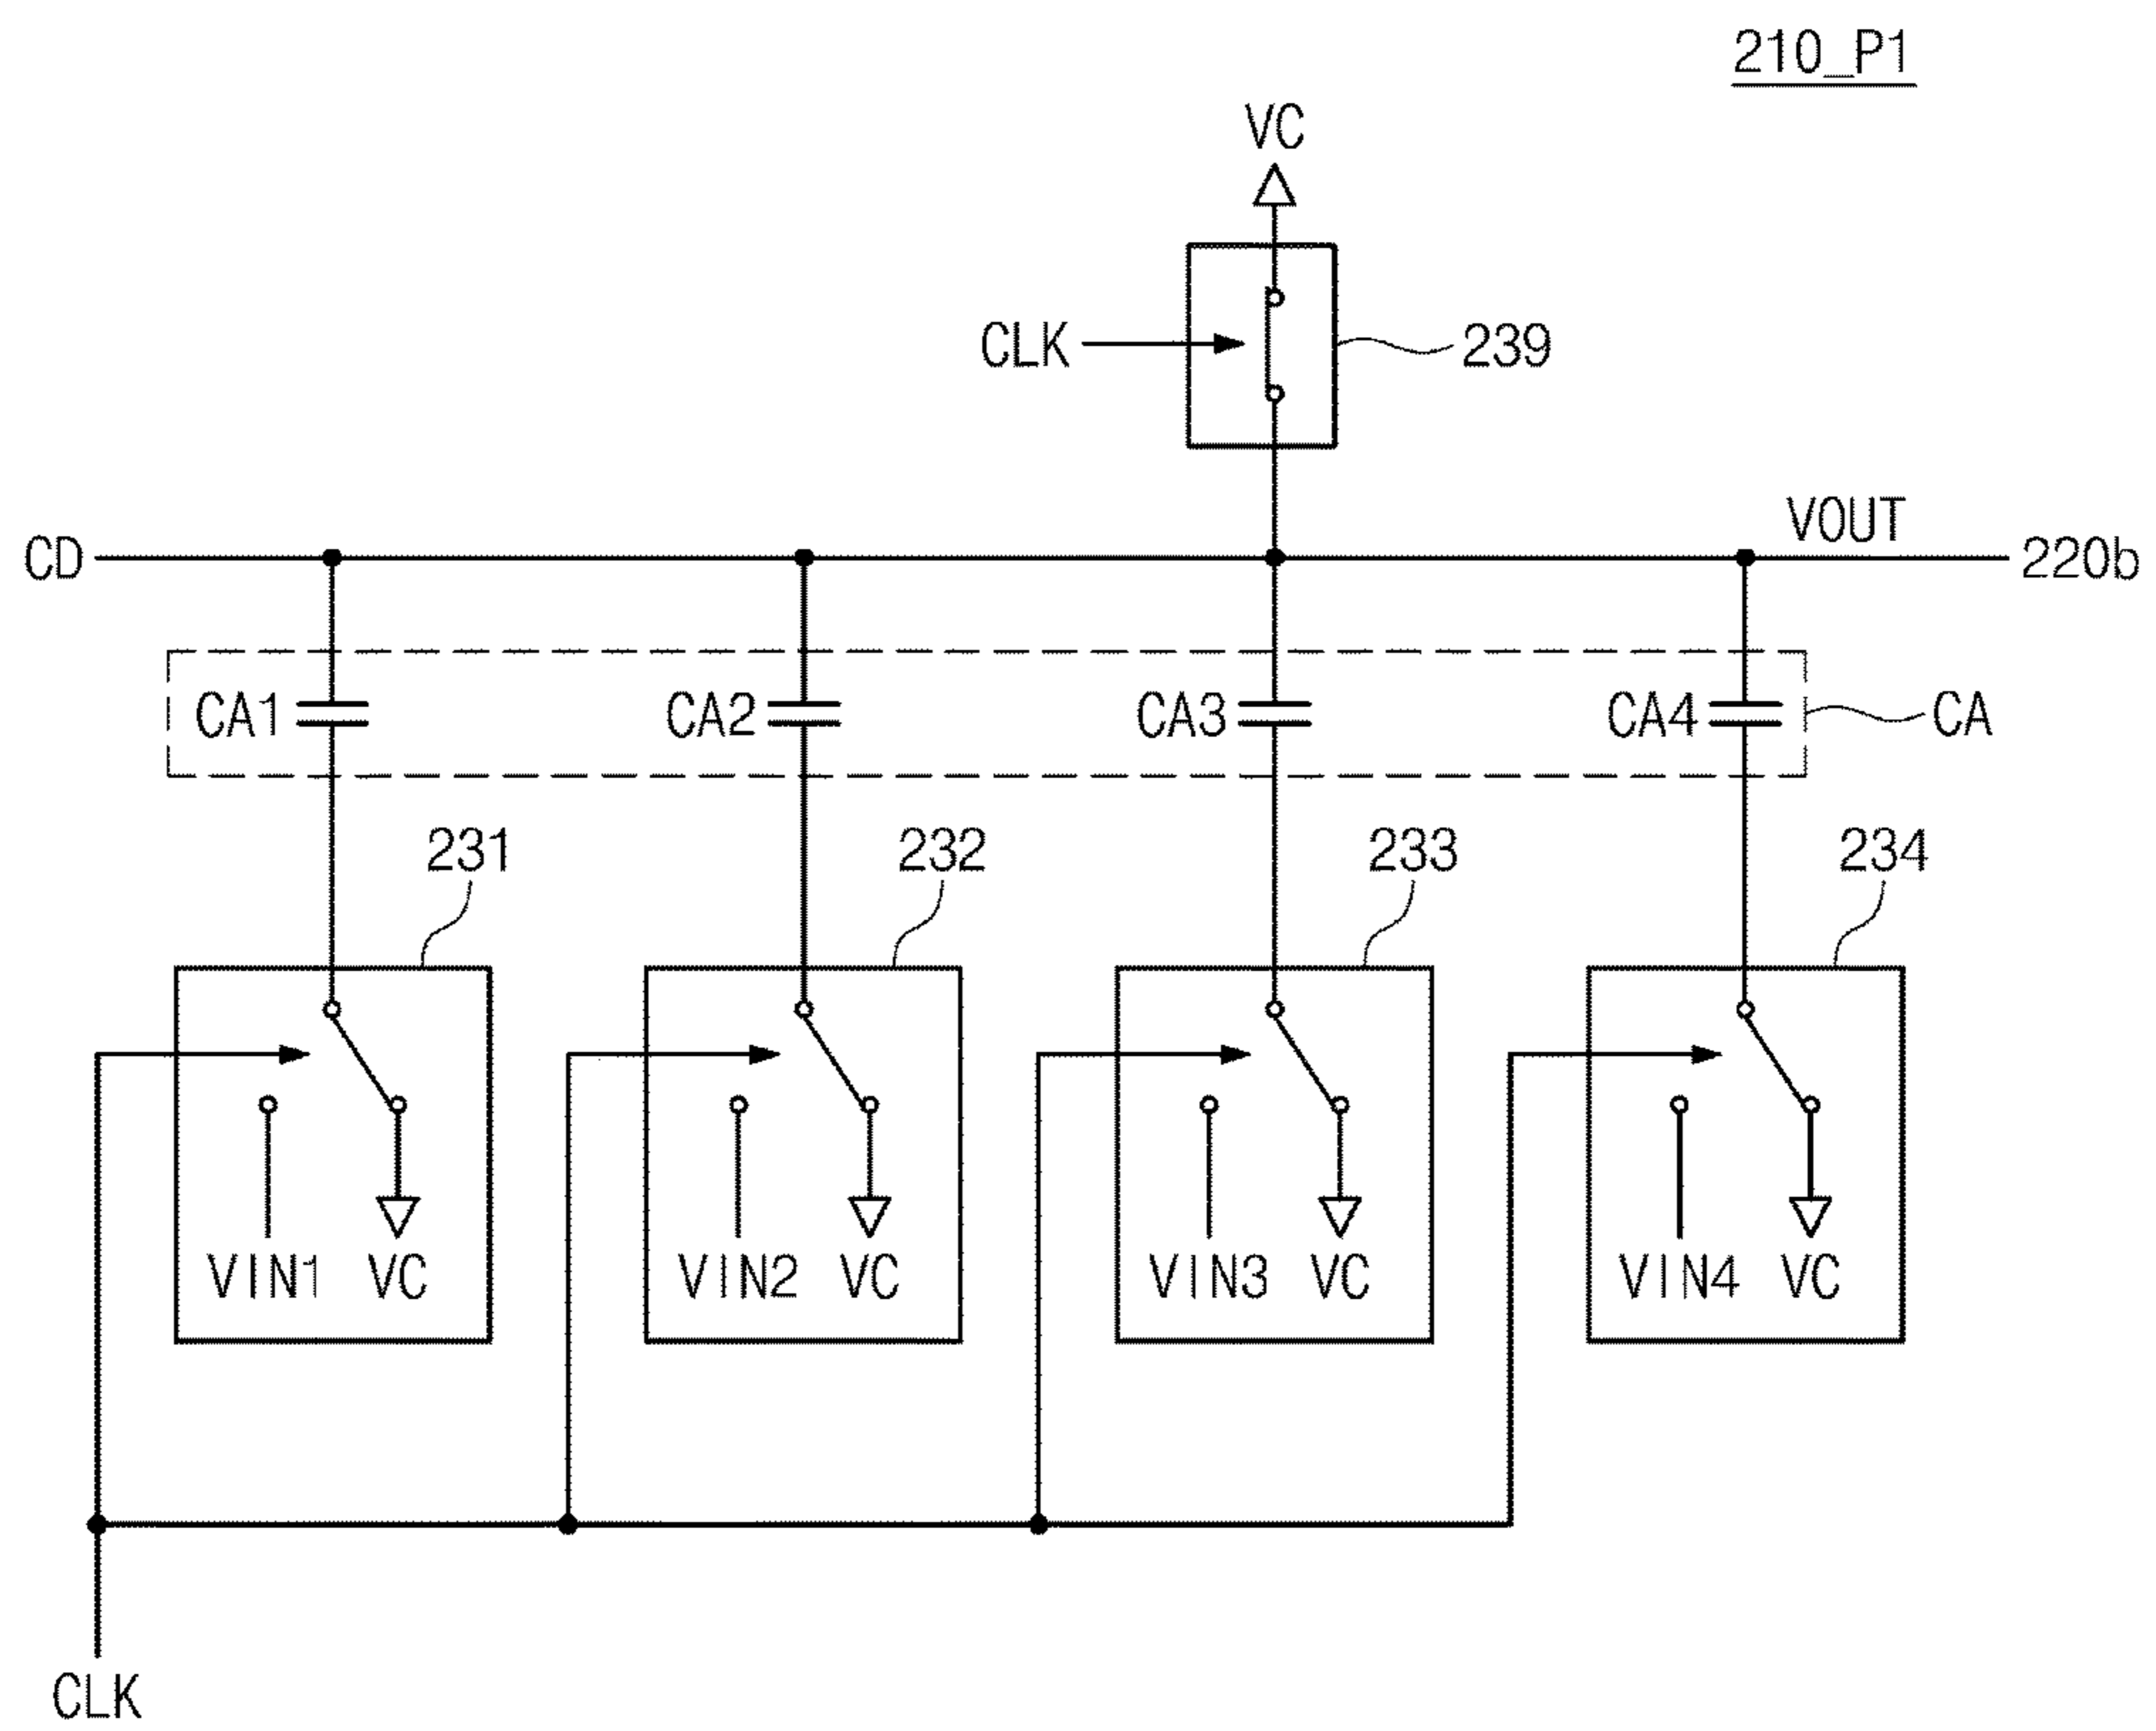 210_P1
VC
CLK
239
VOUT
CD
220b
CA1
CA2
CA3
CA4
CA
231
232
233
234
VIN1 VC
VIN2 VC
VIN3 VC
VIN4 VC
CLK